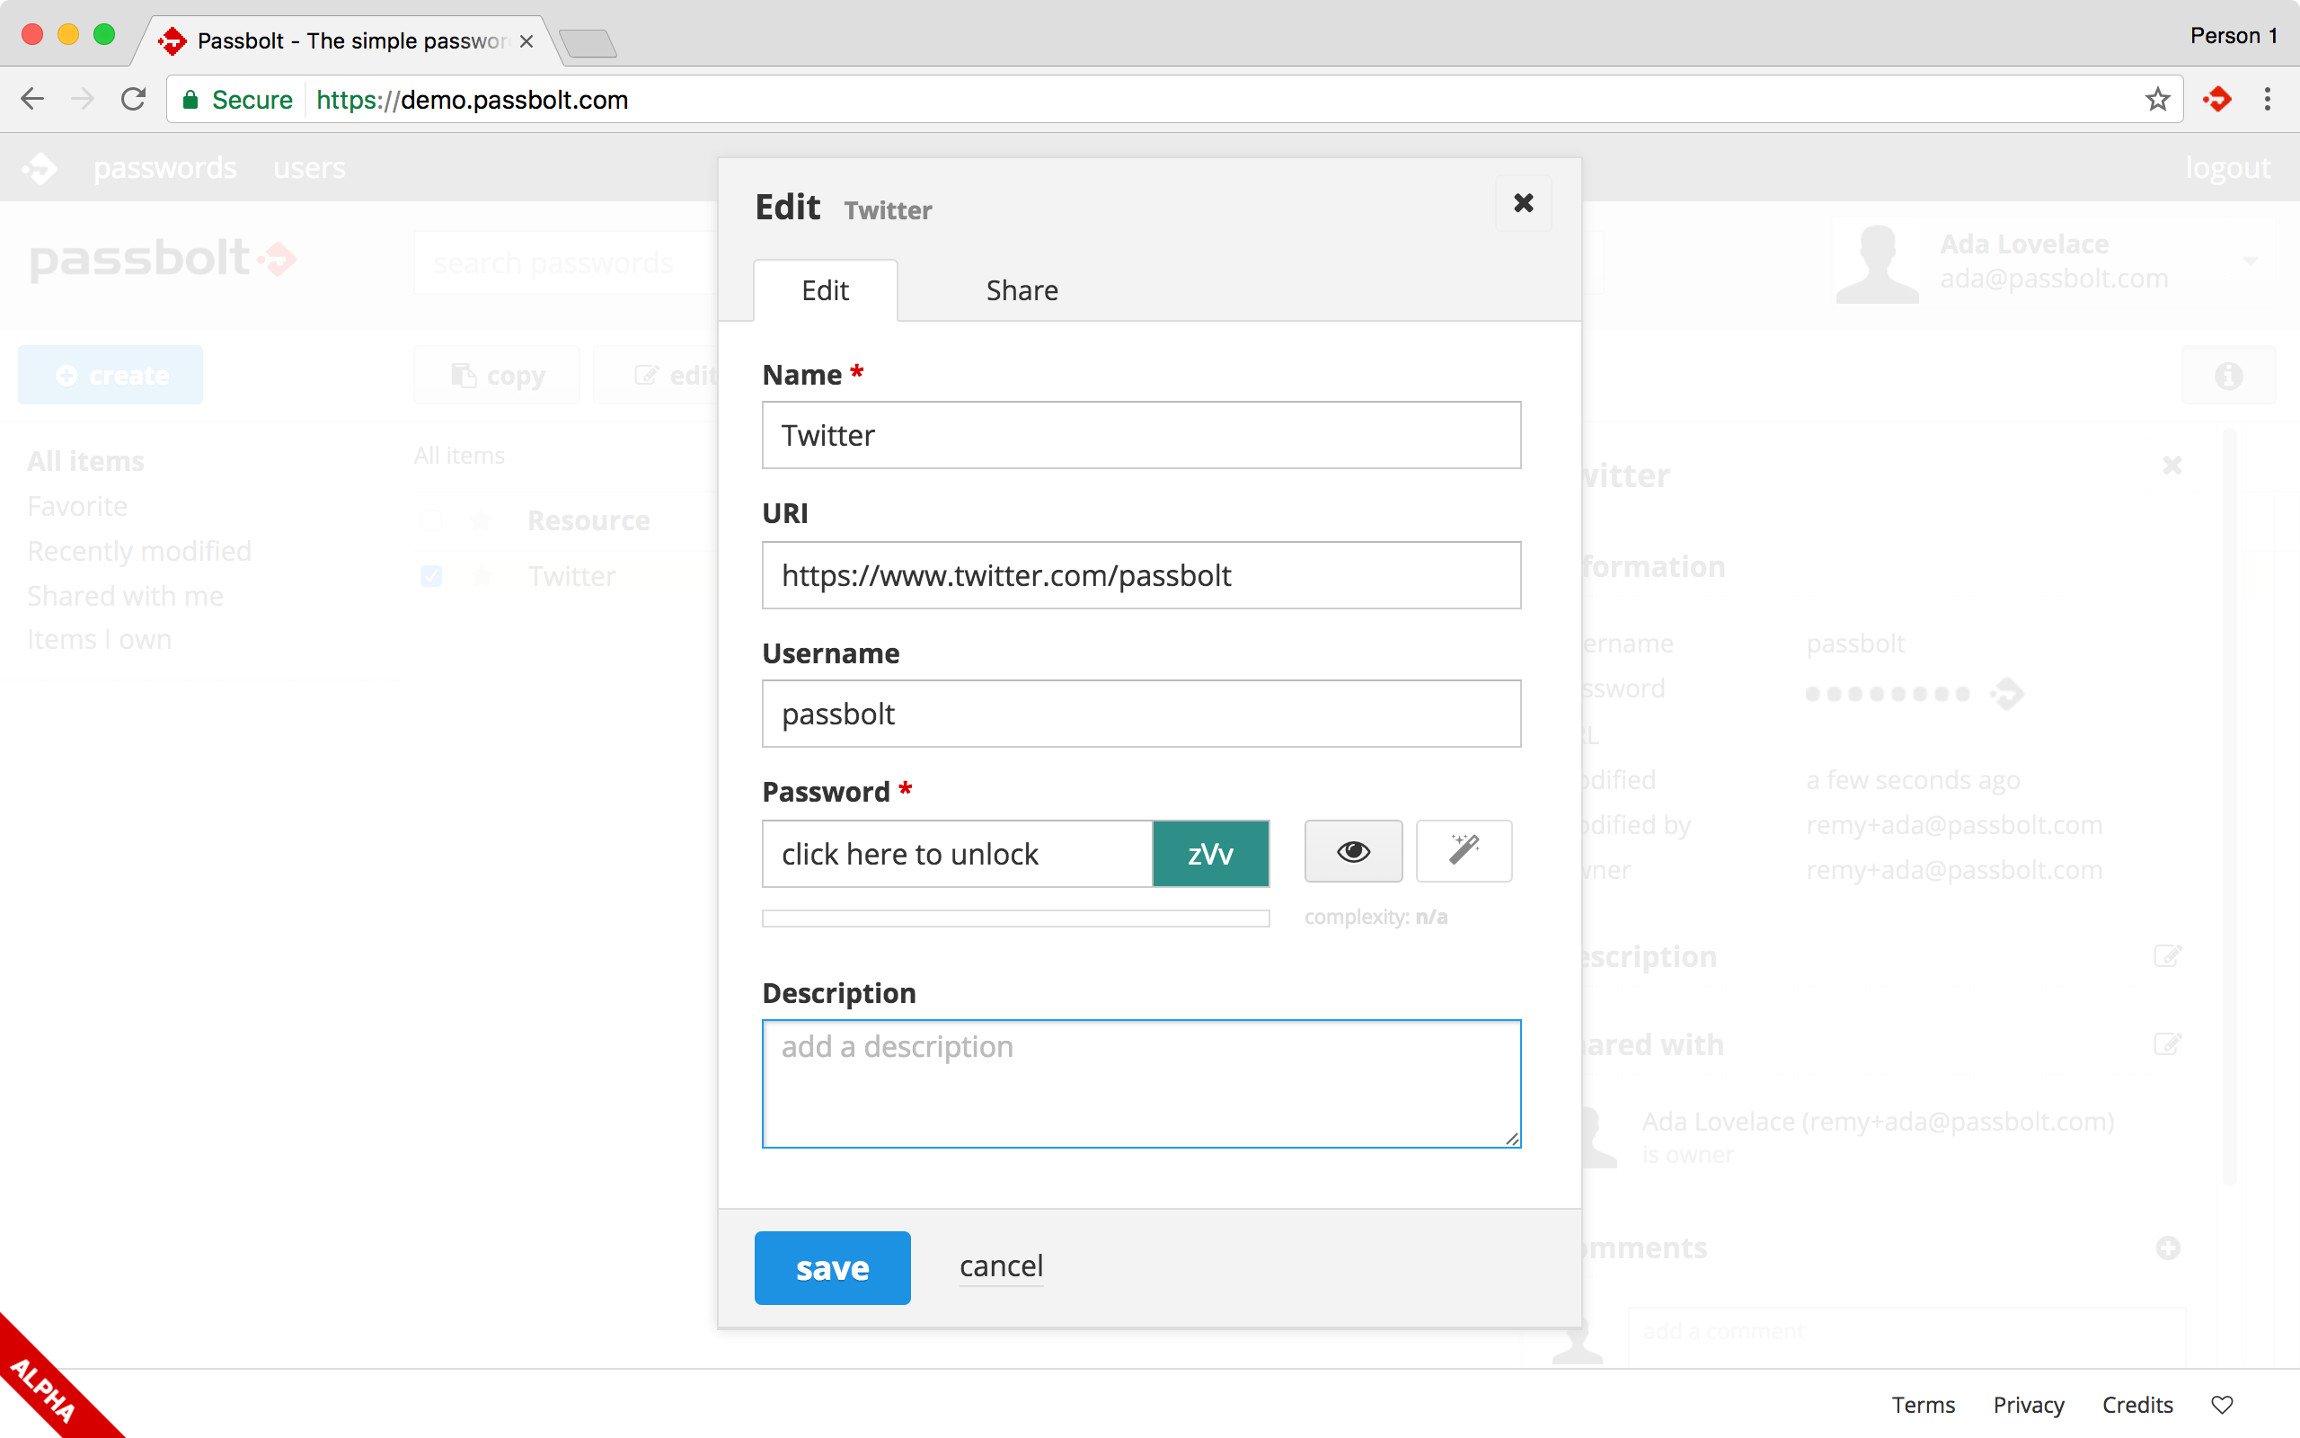 Passbolt - The simple passwor
Person 1
Secure https://demo.passbolt.com
passwords users logout
passbolt
search passwords
Ada Lovelace
ada@passbolt.com
create
copy
edit
All items
Favorite
Recently modified
Shared with me
Items I own
All items
Resource
Twitter
Edit Twitter
Edit Share
Name *
Twitter
URI
https://www.twitter.com/passbolt
Username
passbolt
Password *
click here to unlock zVv
complexity: n/a
Description
add a description
save cancel
witter
formation
ername passbolt
ssword
RL
odified a few seconds ago
odified by remy+ada@passbolt.com
wner remy+ada@passbolt.com
escription
ared with
Ada Lovelace (remy+ada@passbolt.com)
is owner
omments
add a comment
ALPHA
Terms Privacy Credits